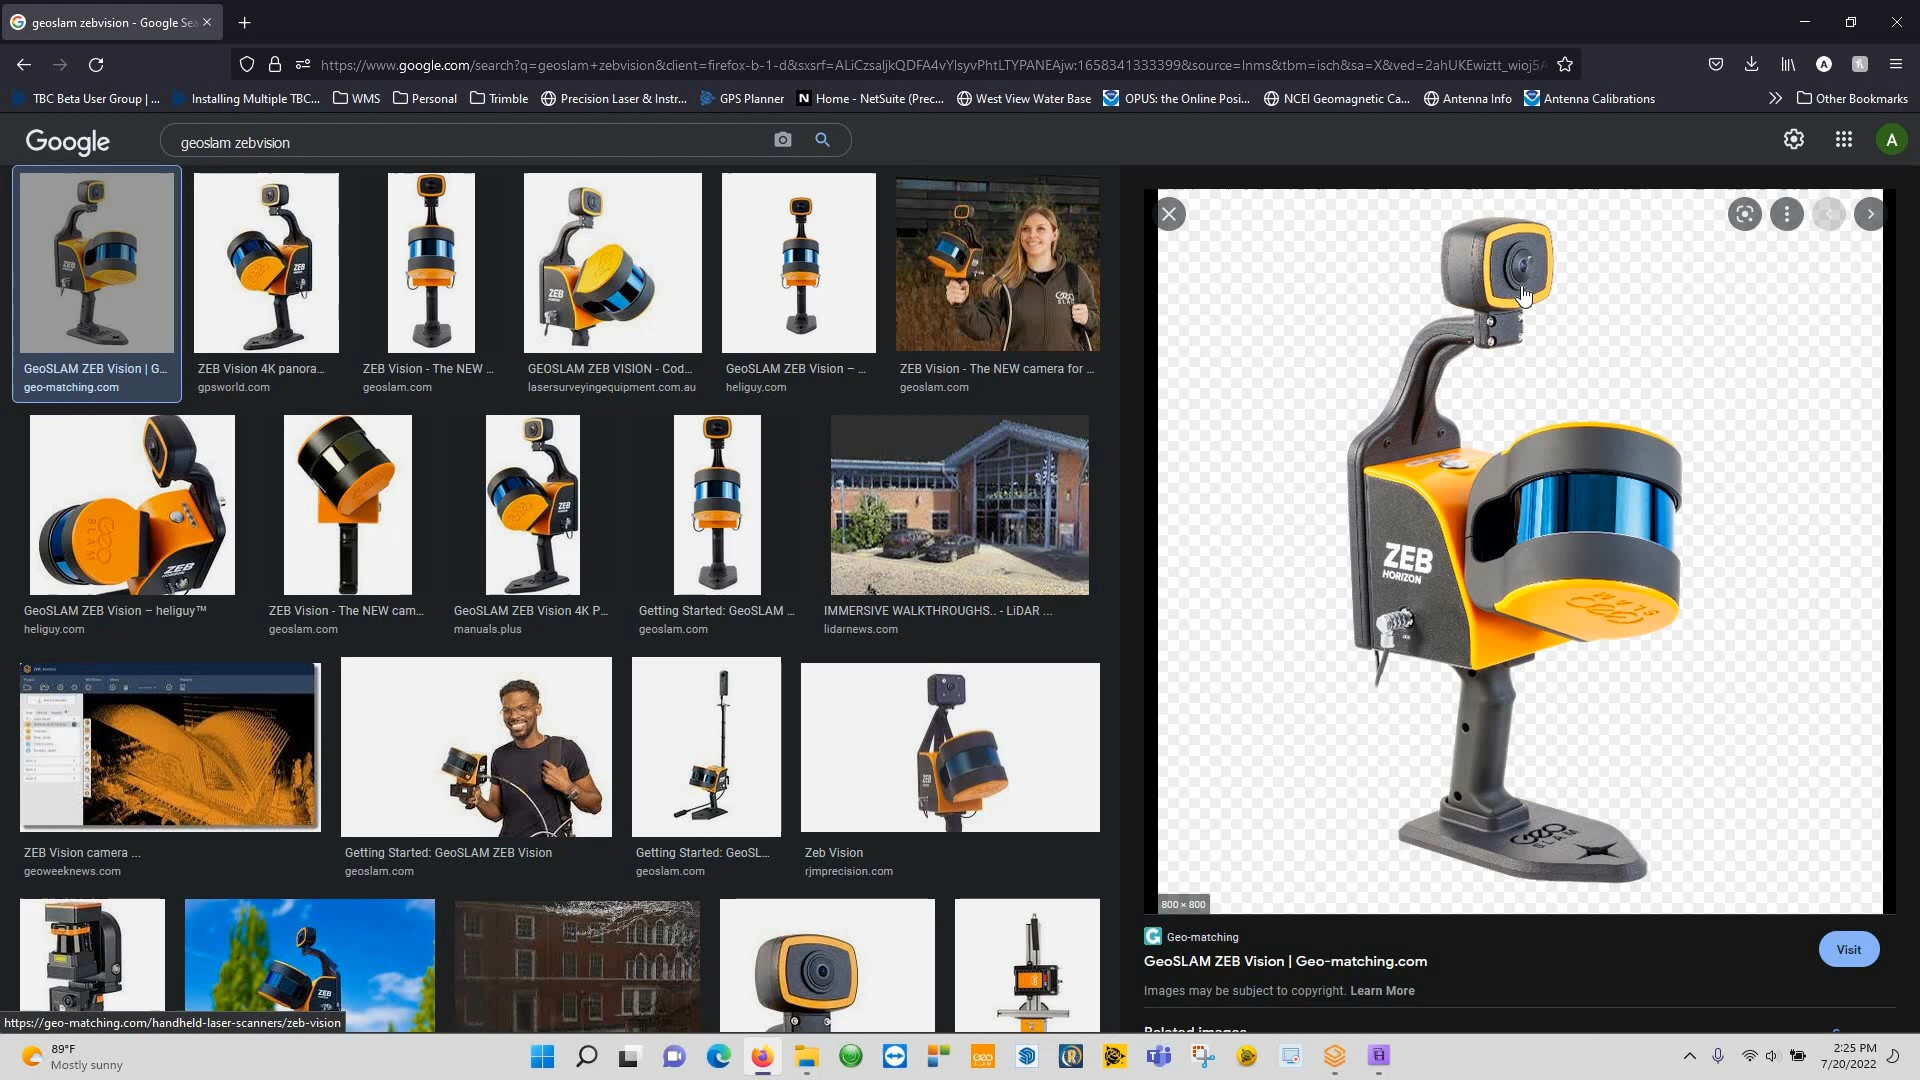 geoslam zebvision - Google Sea
https://www.google.com/search?q=geoslam+zebvision&client=firefox-b-1-d&sxsrf=ALiCzsaljkQDFA4vYlsyvPhtLTYPANEAjw:1658341333399&source=lnms&tbm=isch&sa=X&ved=2ahUKEwiztt_wioj5A
TBC Beta User Group | ... Installing Multiple TBC... WMS Personal Trimble Precision Laser & Instr... GPS Planner Home - NetSuite (Prec... West View Water Base OPUS: the Online Posi... NCEI Geomagnetic Ca... Antenna Info Antenna Calibrations Other Bookmarks
Google
geoslam zebvision
A
GeoSLAM ZEB Vision | G...
geo-matching.com
ZEB Vision 4K panora...
gpsworld.com
ZEB Vision - The NEW ...
geoslam.com
GEOSLAM ZEB VISION - Cod...
lasersurveyingequipment.com.au
GeoSLAM ZEB Vision – ...
heliguy.com
ZEB Vision - The NEW camera for ...
geoslam.com
GeoSLAM ZEB Vision – heliguy™
heliguy.com
ZEB Vision - The NEW cam...
geoslam.com
GeoSLAM ZEB Vision 4K P...
manuals.plus
Getting Started: GeoSLAM ...
geoslam.com
IMMERSIVE WALKTHROUGHS.. - LiDAR ...
lidarnews.com
ZEB Vision camera ...
geoweeknews.com
Getting Started: GeoSLAM ZEB Vision
geoslam.com
Getting Started: GeoSL...
geoslam.com
Zeb Vision
rjmprecision.com
ZEB
HORIZON
GEO
SLAM
GEO
SLAM
800 × 800
Geo-matching
GeoSLAM ZEB Vision | Geo-matching.com
Images may be subject to copyright. Learn More
Visit
Related images
https://geo-matching.com/handheld-laser-scanners/zeb-vision
89°F
Mostly sunny
2:25 PM
7/20/2022